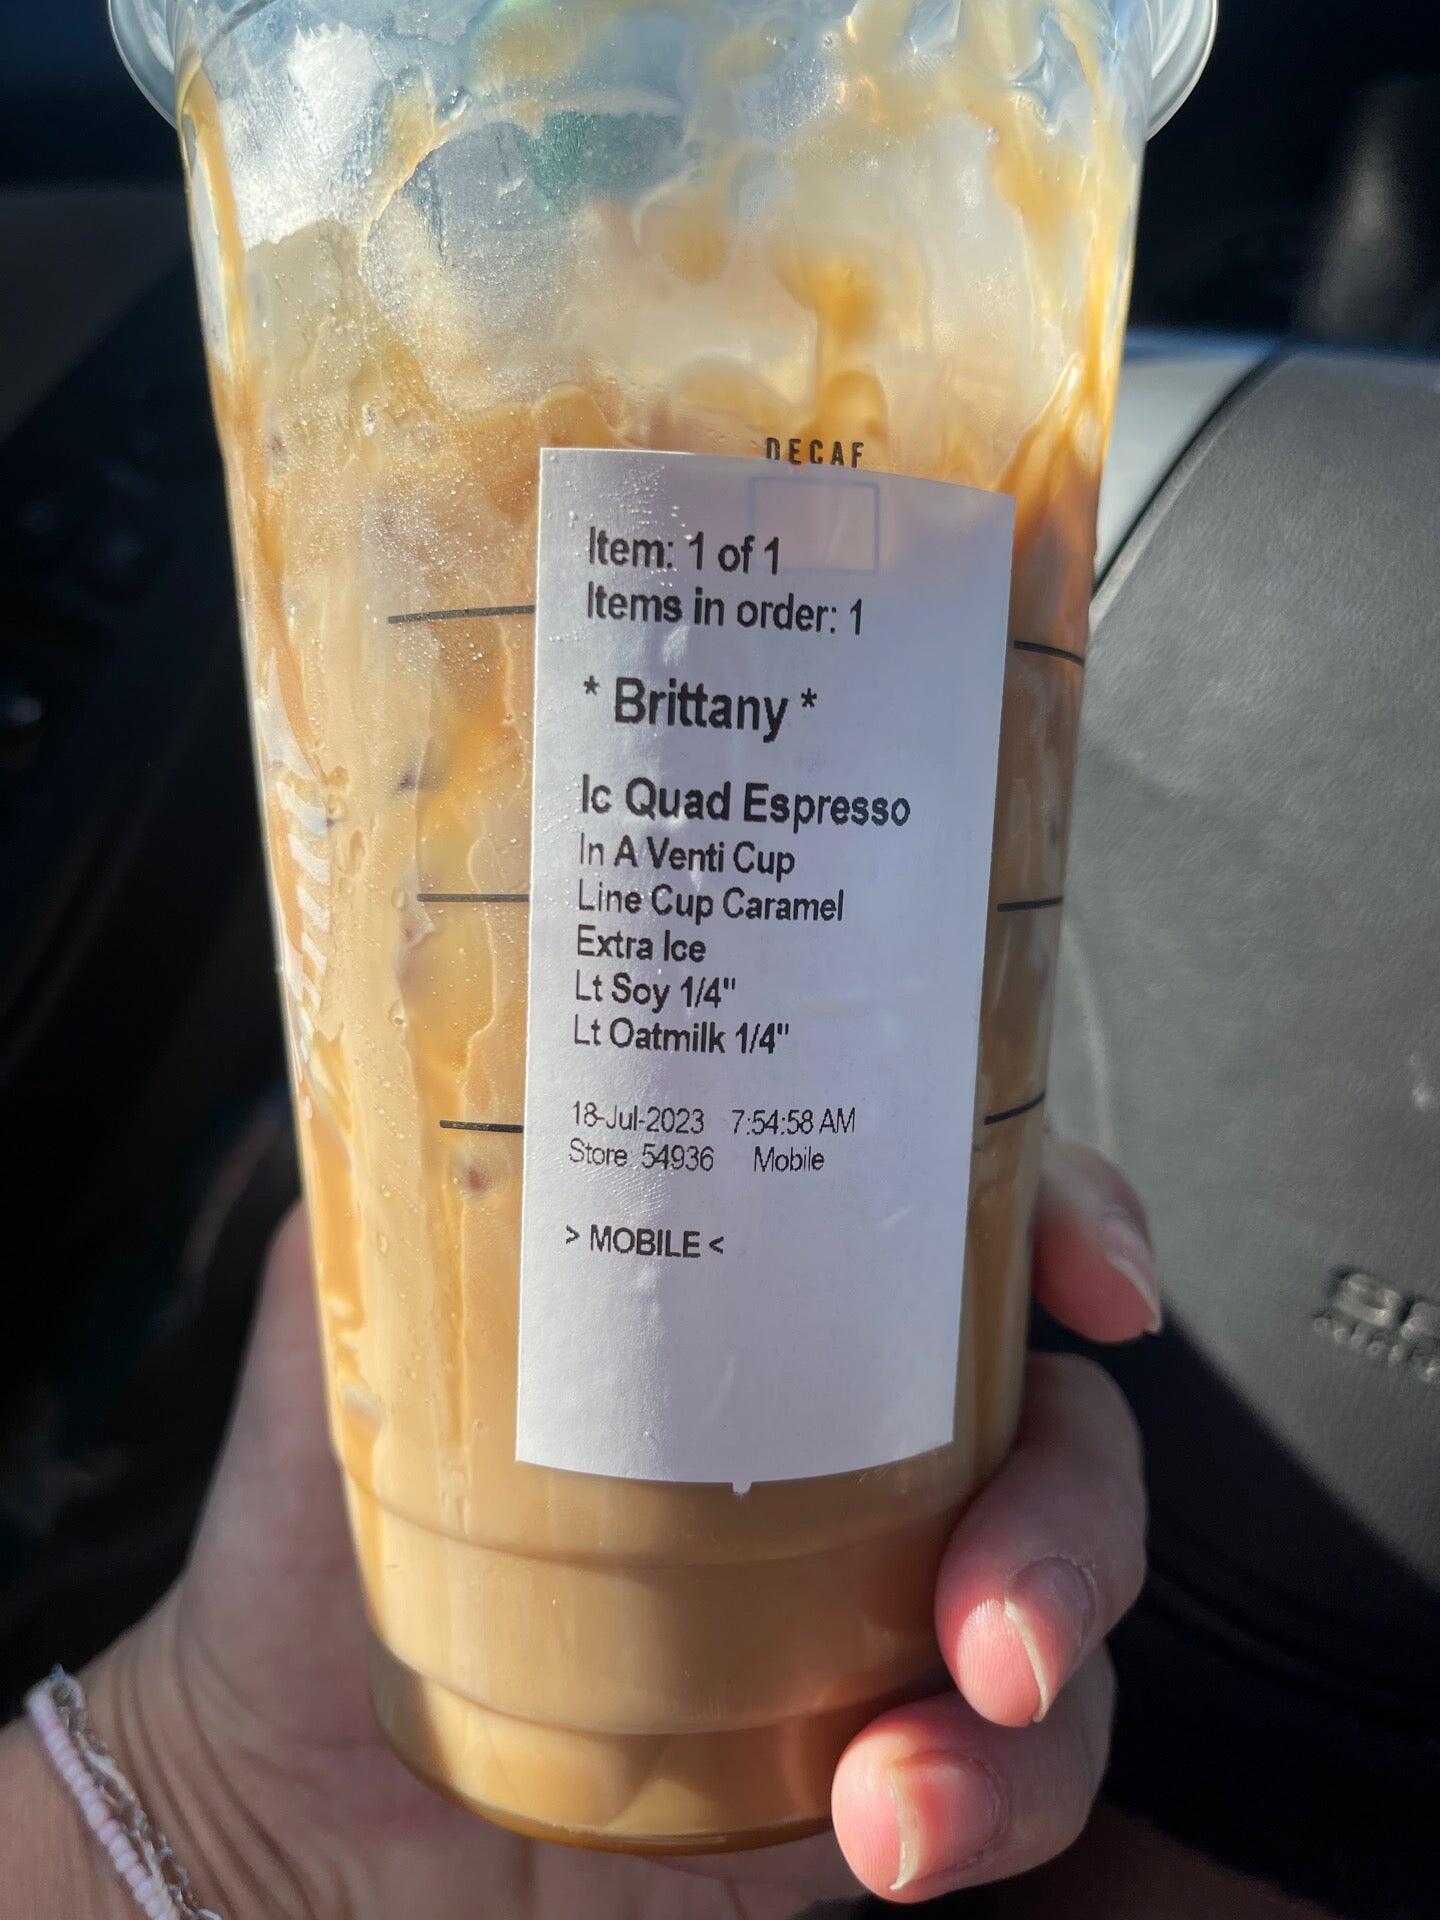 DECAF
Item: 1 of 1
Items in order: 1
* Brittany *
Ic Quad Espresso
In A Venti Cup
Line Cup Caramel
Extra Ice
Lt Soy 1/4"
Lt Oatmilk 1/4"
18-Jul-2023 7:54:58 AM
Store: 54936 Mobile
> MOBILE <